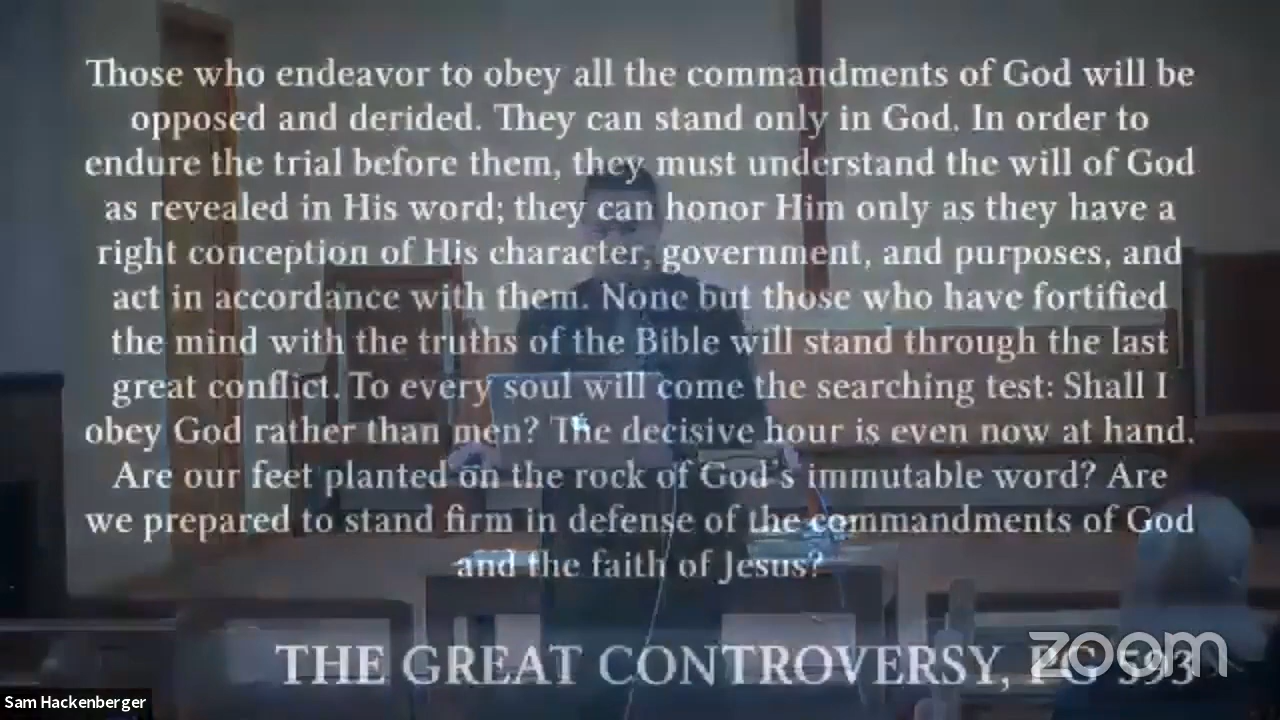 Those who endeavor to obey all the commandments of God will be
opposed and derided. They can stand only in God. In order to
endure the trial before them, they must understand the will of God
as revealed in His word; they can honor Him only as they have a
right conception of His character, government, and purposes, and
act in accordance with them. None but those who have fortified
the mind with the truths of the Bible will stand through the last
great conflict. To every soul will come the searching test: Shall I
obey God rather than men? The decisive hour is even now at hand.
Are our feet planted on the rock of God's immutable word? Are
we prepared to stand firm in defense of the commandments of God
and the faith of Jesus?
THE GREAT CONTROVERSY, PG 593
zoom
Sam Hackenberger